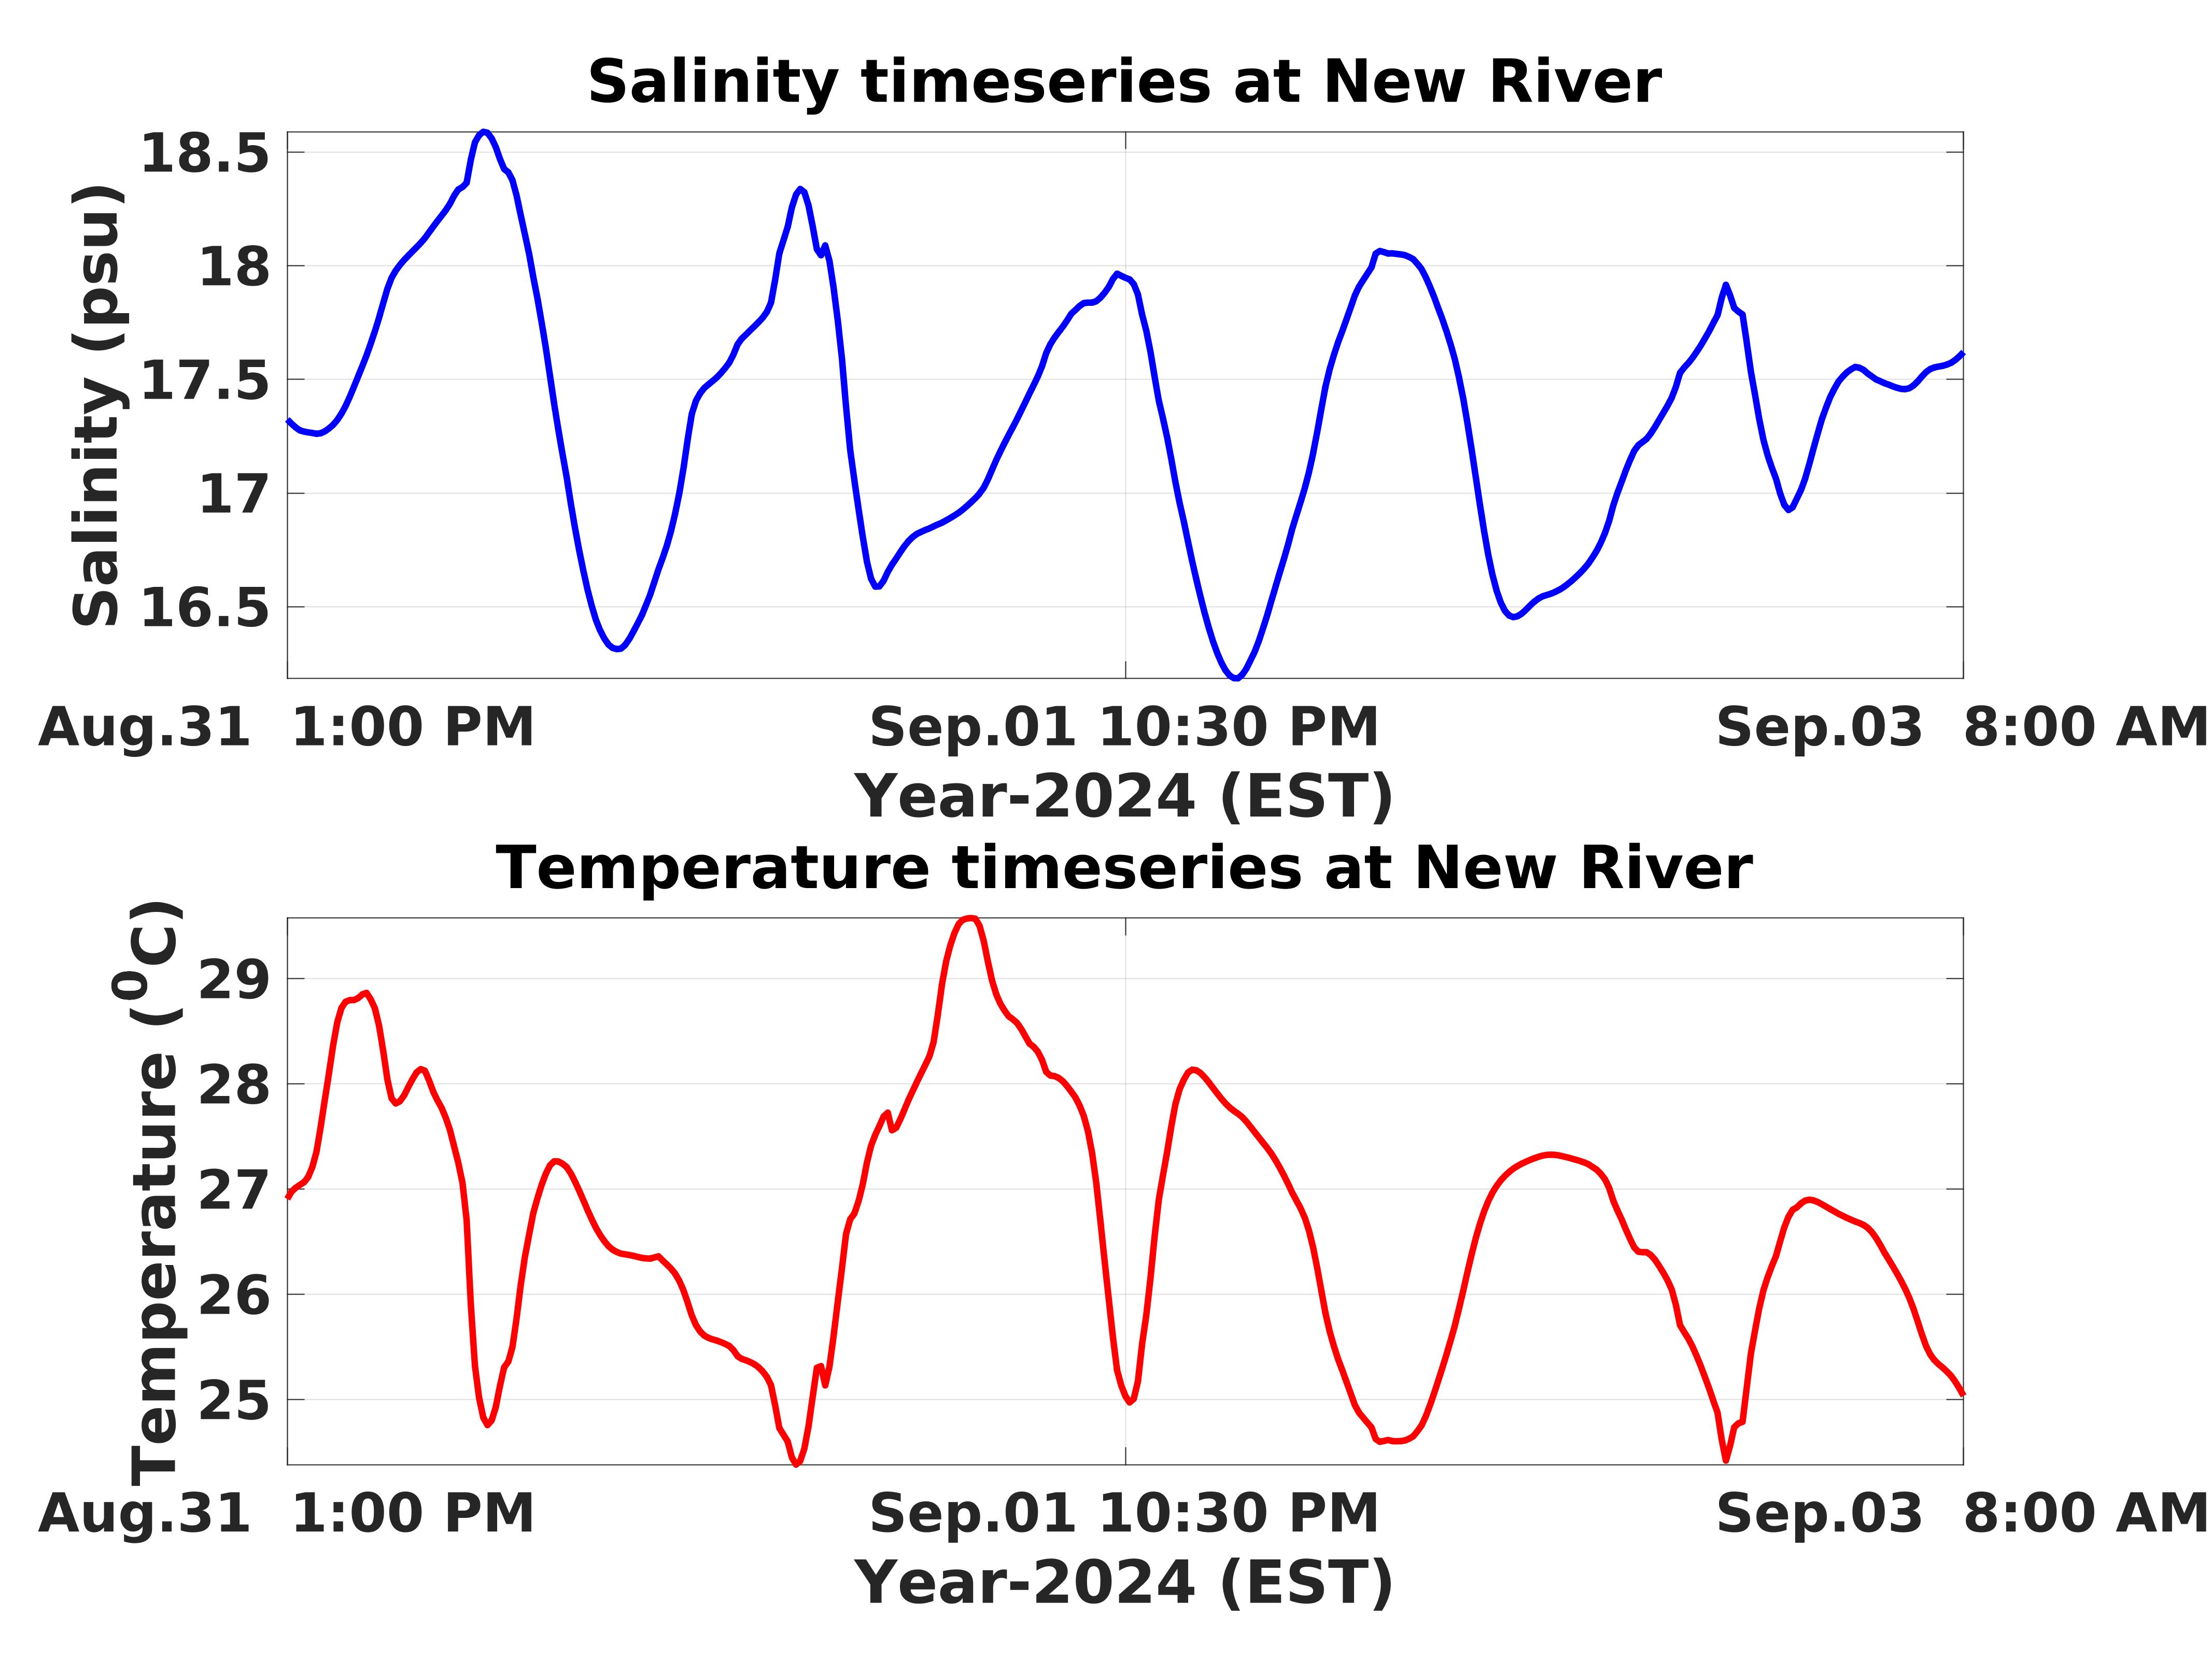 Salinity timeseries at New River
Salinity (psu)
18.5
18
17.5
17
16.5
Aug.31 1:00 PM Sep.01 10:30 PM Sep.03 8:00 AM
Year-2024 (EST)
Temperature timeseries at New River
Temperature (⁰C)
29
28
27
26
25
Aug.31 1:00 PM Sep.01 10:30 PM Sep.03 8:00 AM
Year-2024 (EST)